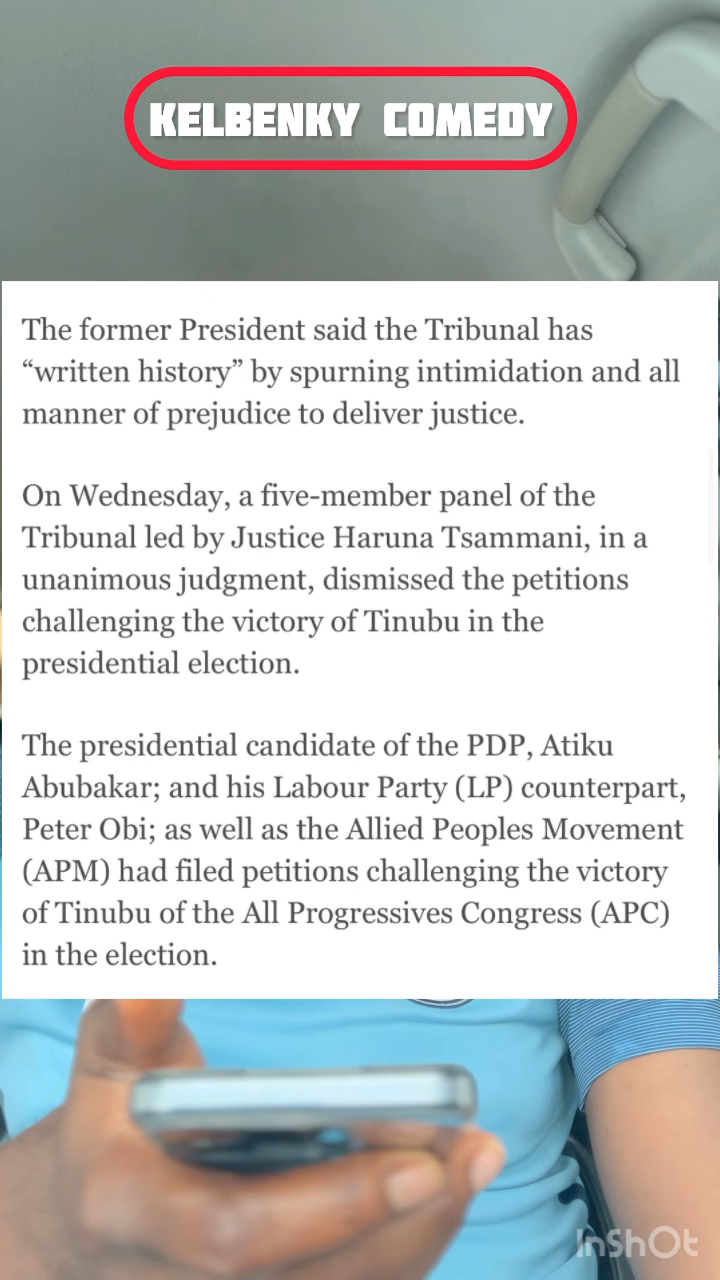 KELBENKY COMEDY
The former President said the Tribunal has
“written history” by spurning intimidation and all
manner of prejudice to deliver justice.
On Wednesday, a five-member panel of the
Tribunal led by Justice Haruna Tsammani, in a
unanimous judgment, dismissed the petitions
challenging the victory of Tinubu in the
presidential election.
The presidential candidate of the PDP, Atiku
Abubakar; and his Labour Party (LP) counterpart,
Peter Obi; as well as the Allied Peoples Movement
(APM) had filed petitions challenging the victory
of Tinubu of the All Progressives Congress (APC)
in the election.
InShOt